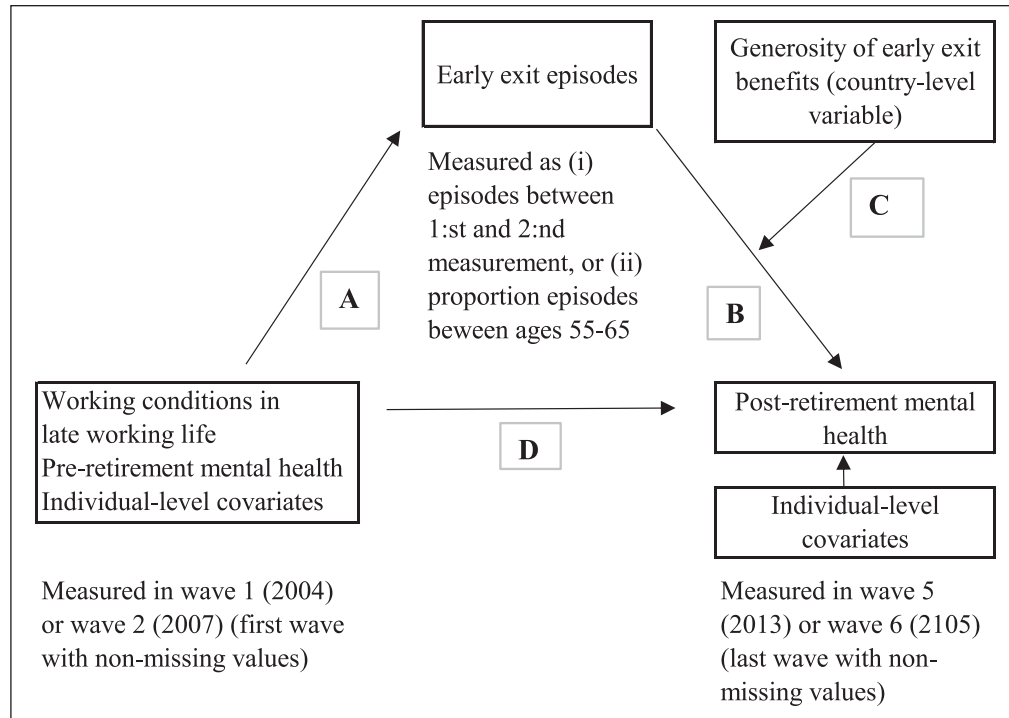 Early exit episodes
Generosity of early exit
benefits (country-level
variable)
Measured as (i)
episodes between
1:st and 2:nd
measurement, or (ii)
proportion episodes
beween ages 55-65
C
A
B
Working conditions in
late working life
Pre-retirement mental health
Individual-level covariates
D
Post-retirement mental
health
Individual-level
covariates
Measured in wave 1 (2004)
or wave 2 (2007) (first wave
with non-missing values)
Measured in wave 5
(2013) or wave 6 (2105)
(last wave with non-
missing values)